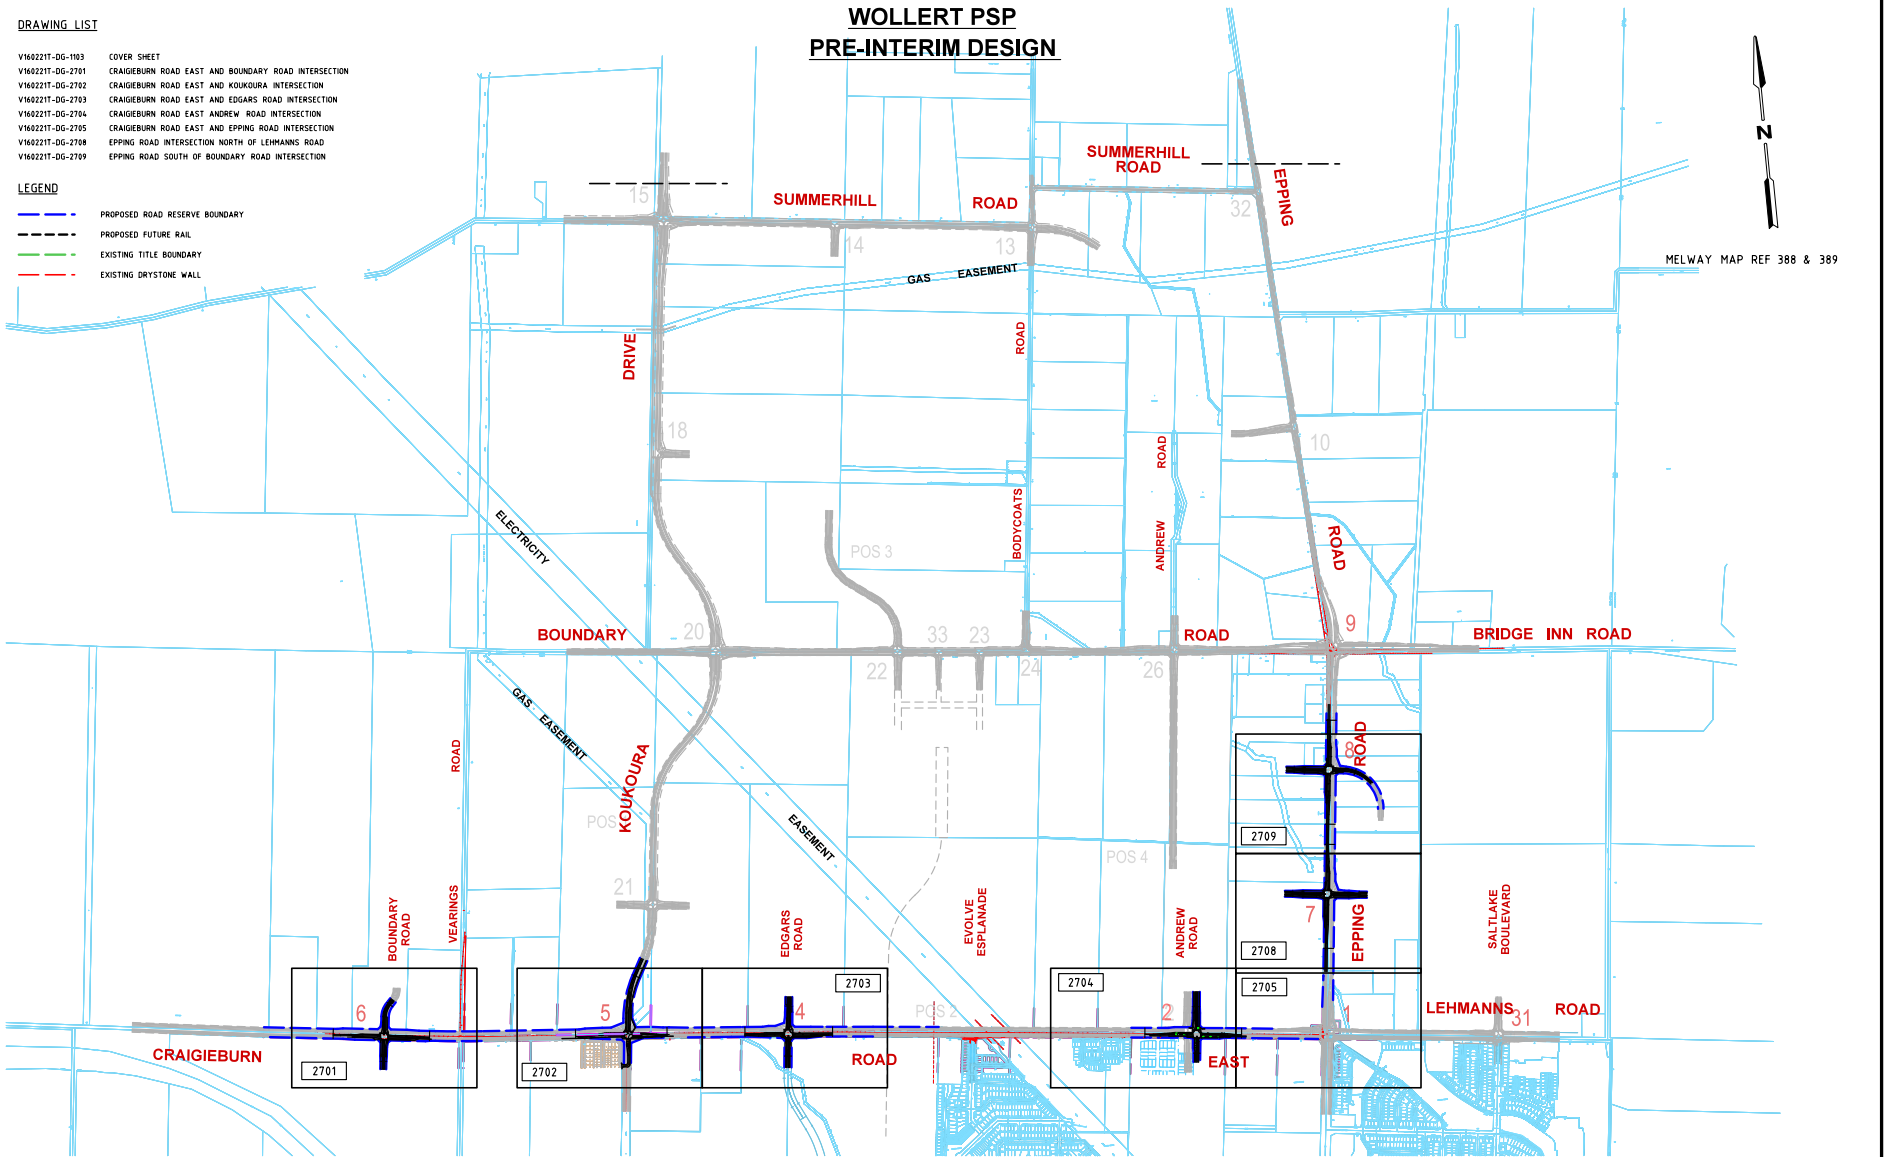 WOLLERT PSP
PRE-INTERIM DESIGN
DRAWING LIST
V160221T-DG-1103 COVER SHEET
V160221T-DG-2701 CRAIGIEBURN ROAD EAST AND BOUNDARY ROAD INTERSECTION
V160221T-DG-2702 CRAIGIEBURN ROAD EAST AND KOUKOURA INTERSECTION
V160221T-DG-2703 CRAIGIEBURN ROAD EAST AND EDGARS ROAD INTERSECTION
V160221T-DG-2704 CRAIGIEBURN ROAD EAST ANDREW ROAD INTERSECTION
V160221T-DG-2705 CRAIGIEBURN ROAD EAST AND EPPING ROAD INTERSECTION
V160221T-DG-2708 EPPING ROAD INTERSECTION NORTH OF LEHMANNS ROAD
V160221T-DG-2709 EPPING ROAD SOUTH OF BOUNDARY ROAD INTERSECTION
LEGEND
PROPOSED ROAD RESERVE BOUNDARY
PROPOSED FUTURE RAIL
EXISTING TITLE BOUNDARY
EXISTING DRYSTONE WALL
N
MELWAY MAP REF 388 & 389
SUMMERHILL
ROAD
15
SUMMERHILL ROAD
32
EPPING
14
13
GAS EASEMENT
DRIVE
ROAD
18
10
ROAD
ELECTRICITY
BODYCOATS
ANDREW
ROAD
POS 3
BOUNDARY
20
33
23
ROAD
9
BRIDGE INN ROAD
22
24
26
GAS EASEMENT
ROAD
KOUKOURA
ROAD
8
POS
EASEMENT
2709
POS 4
21
BOUNDARY
ROAD
VEARINGS
EDGARS
ROAD
EVOLVE
ESPLANADE
ANDREW
ROAD
7
EPPING
SALTLAKE
BOULEVARD
2708
2703
2704
2705
6
5
4
POS 2
2
1
LEHMANNS ROAD
31
CRAIGIEBURN
ROAD
EAST
2701
2702